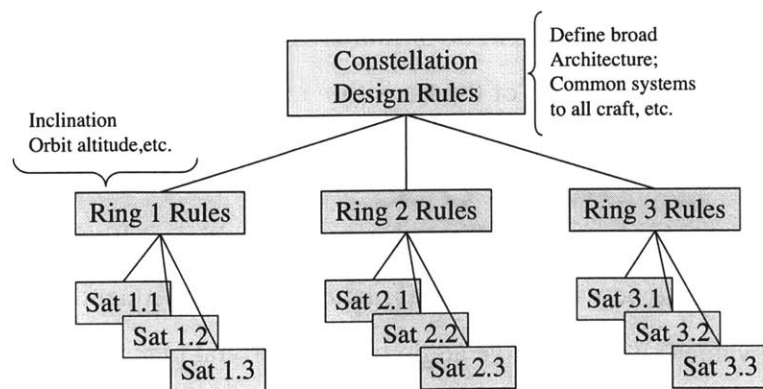 Constellation
Design Rules
Define broad
Architecture;
Common systems
to all craft, etc.
Inclination
Orbit altitude,etc.
Ring 1 Rules
Ring 2 Rules
Ring 3 Rules
Sat 1.1
Sat 1.2
Sat 1.3
Sat 2.1
Sat 2.2
Sat 2.3
Sat 3.1
Sat 3.2
Sat 3.3